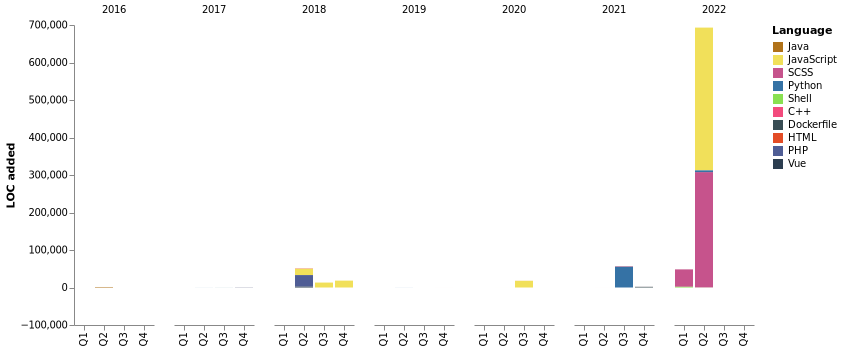 2016 2017 2018 2019 2020 2021 2022
LOC added
700,000
600,000
500,000
400,000
300,000
200,000
100,000
0
−100,000
Q1 Q2 Q3 Q4 Q1 Q2 Q3 Q4 Q1 Q2 Q3 Q4 Q1 Q2 Q3 Q4 Q1 Q2 Q3 Q4 Q1 Q2 Q3 Q4 Q1 Q2 Q3 Q4
Language
Java
JavaScript
SCSS
Python
Shell
C++
Dockerfile
HTML
PHP
Vue